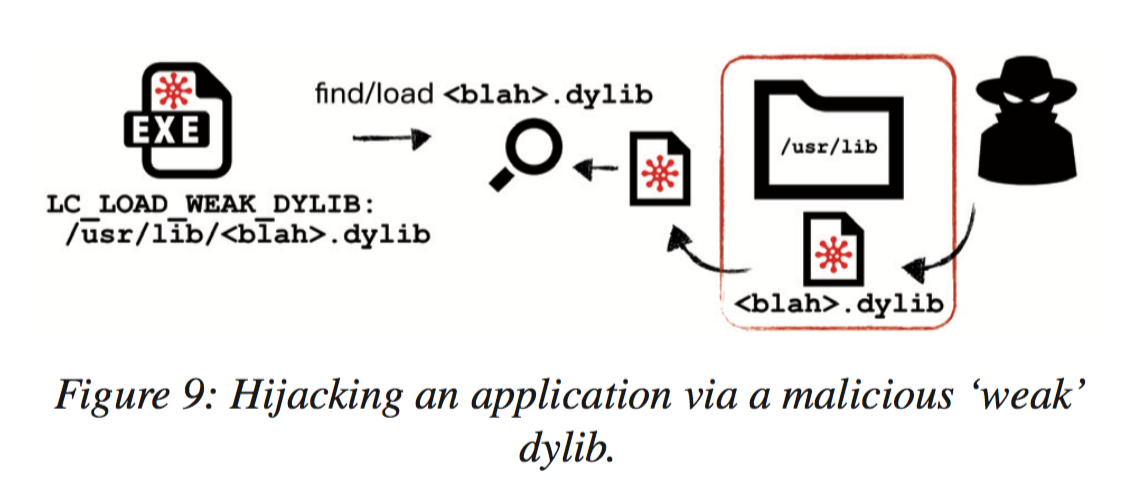 find/load <blah>.dylib
EXE
/usr/lib
LC_LOAD_WEAK_DYLIB:
/usr/lib/<blah>.dylib
<blah>.dylib
Figure 9: Hijacking an application via a malicious ‘weak’
dylib.